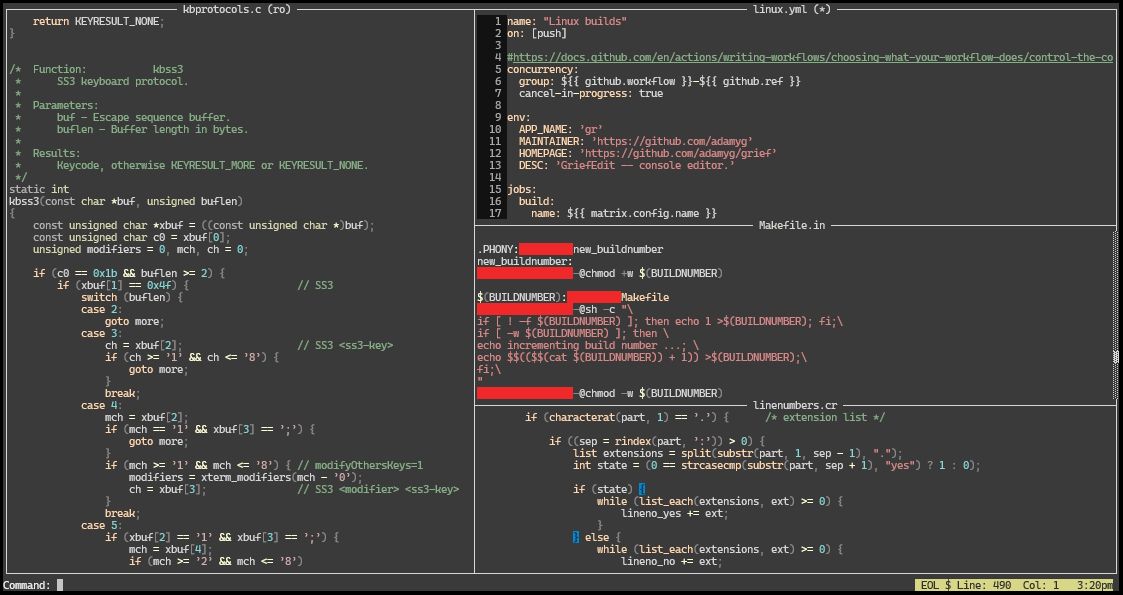 kbprotocols.c (ro)
    return KEYRESULT_NONE;
}


/*  Function:           kbss3
 *      SS3 keyboard protocol.
 *
 *  Parameters:
 *      buf - Escape sequence buffer.
 *      buflen - Buffer length in bytes.
 *
 *  Results:
 *      Keycode, otherwise KEYRESULT_MORE or KEYRESULT_NONE.
 */
static int
kbss3(const char *buf, unsigned buflen)
{
    const unsigned char *xbuf = ((const unsigned char *)buf);
    const unsigned char c0 = xbuf[0];
    unsigned modifiers = 0, mch, ch = 0;

    if (c0 == 0x1b && buflen >= 2) {
        if (xbuf[1] == 0x4f) {                  // SS3
            switch (buflen) {
            case 2:
                goto more;
            case 3:
                ch = xbuf[2];                   // SS3 <ss3-key>
                if (ch >= '1' && ch <= '8') {
                    goto more;
                }
                break;
            case 4:
                mch = xbuf[2];
                if (mch == '1' && xbuf[3] == ';') {
                    goto more;
                }
                if (mch >= '1' && mch <= '8') { // modifyOthersKeys=1
                    modifiers = xterm_modifiers(mch - '0');
                    ch = xbuf[3];               // SS3 <modifier> <ss3-key>
                }
                break;
            case 5:
                if (xbuf[2] == '1' && xbuf[3] == ';') {
                    mch = xbuf[4];
                    if (mch >= '2' && mch <= '8')
linux.yml (*)
1 name: "Linux builds"
2 on: [push]
3
4 #https://docs.github.com/en/actions/writing-workflows/choosing-what-your-workflow-does/control-the-co
5 concurrency:
6   group: ${{ github.workflow }}-${{ github.ref }}
7   cancel-in-progress: true
8
9 env:
10   APP_NAME: 'gr'
11   MAINTAINER: 'https://github.com/adamyg'
12   HOMEPAGE: 'https://github.com/adamyg/grief'
13   DESC: 'GriefEdit -- console editor.'
14
15 jobs:
16   build:
17     name: ${{ matrix.config.name }}
Makefile.in
.PHONY:         new_buildnumber
new_buildnumber:
                -@chmod +w $(BUILDNUMBER)

$(BUILDNUMBER):         Makefile
                -@sh -c "\
if [ ! -f $(BUILDNUMBER) ]; then echo 1 >$(BUILDNUMBER); fi;\
if [ -w $(BUILDNUMBER) ]; then \
echo incrementing build number ...; \
echo $$(($$(cat $(BUILDNUMBER)) + 1)) >$(BUILDNUMBER);\
fi;\
"
                -@chmod -w $(BUILDNUMBER)
linenumbers.cr
        if (characterat(part, 1) == '.') {      /* extension list */

            if ((sep = rindex(part, ':')) > 0) {
                list extensions = split(substr(part, 1, sep - 1), ".");
                int state = (0 == strcasecmp(substr(part, sep + 1), "yes") ? 1 : 0);

                if (state) {
                    while (list_each(extensions, ext) >= 0) {
                        lineno_yes += ext;
                    }
                } else {
                    while (list_each(extensions, ext) >= 0) {
                        lineno_no += ext;
Command:
EOL $ Line: 490  Col: 1   3:20pm